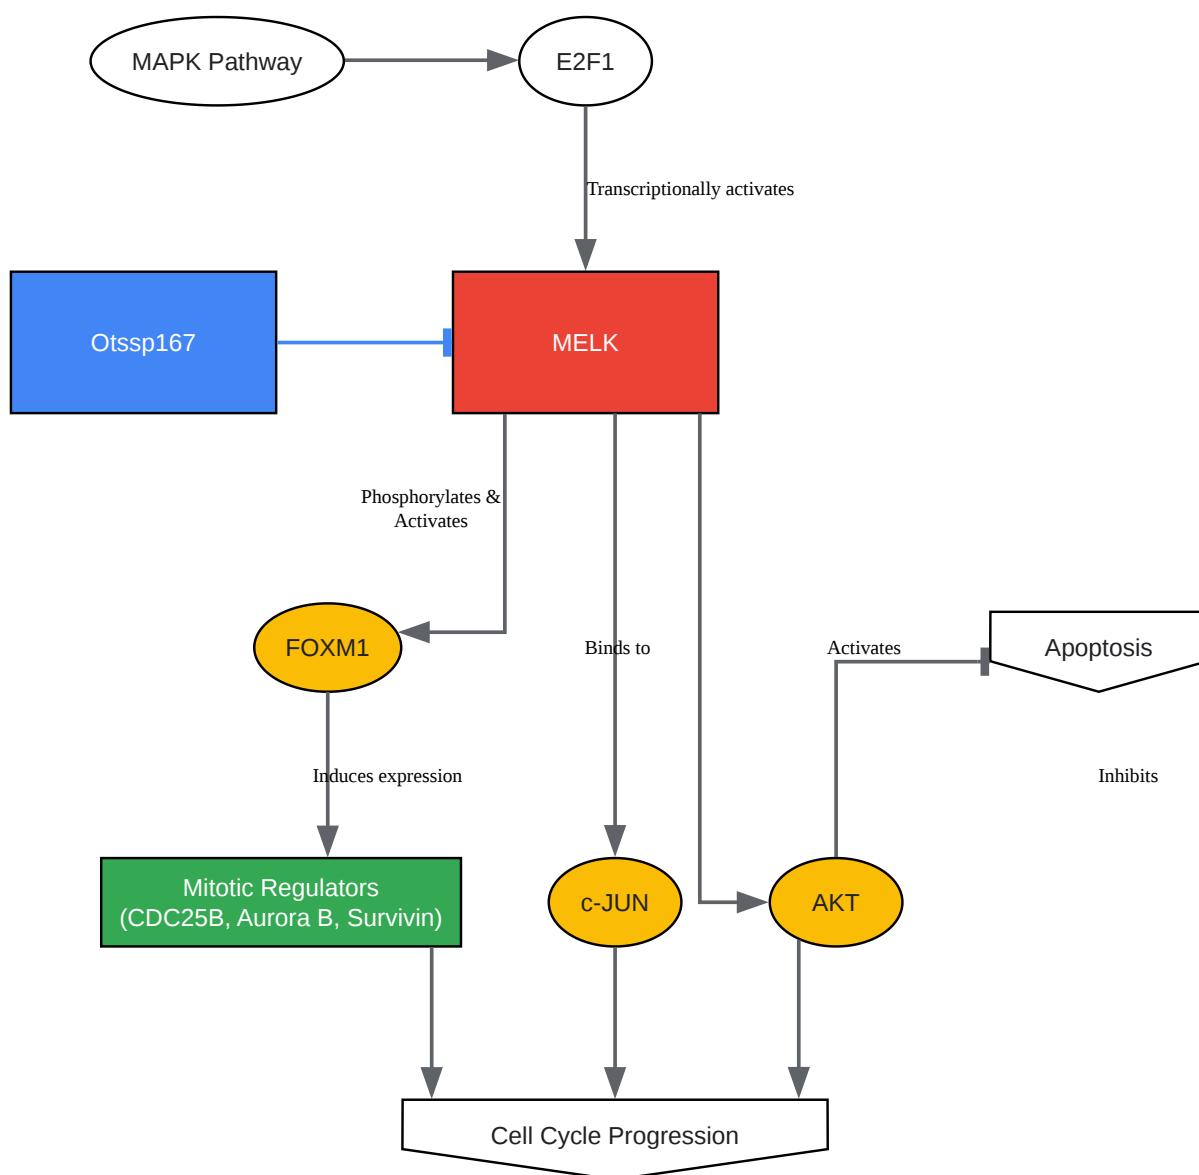 MAPK Pathway
E2F1
Transcriptionally activates
Otssp167
MELK
Phosphorylates &
Activates
FOXM1
Binds to
Activates
Apoptosis
Induces expression
Inhibits
Mitotic Regulators
(CDC25B, Aurora B, Survivin)
c-JUN
AKT
Cell Cycle Progression